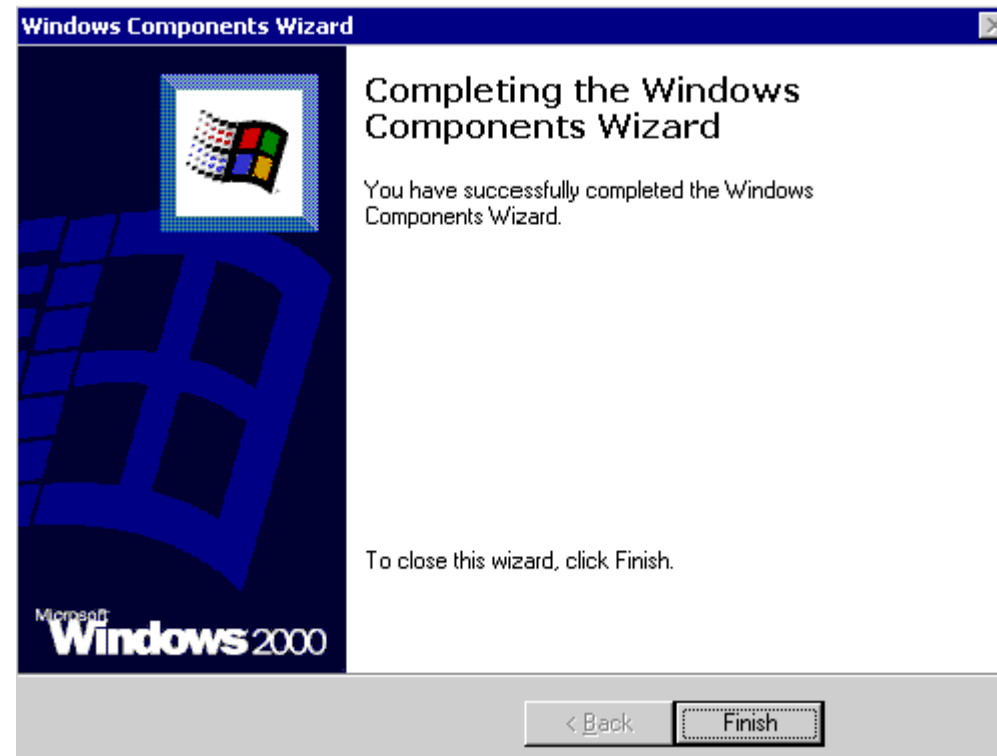 Windows Components Wizard
Completing the Windows
Components Wizard
You have successfully completed the Windows
Components Wizard.
To close this wizard, click Finish.
Microsoft
Windows 2000
< Back
Finish